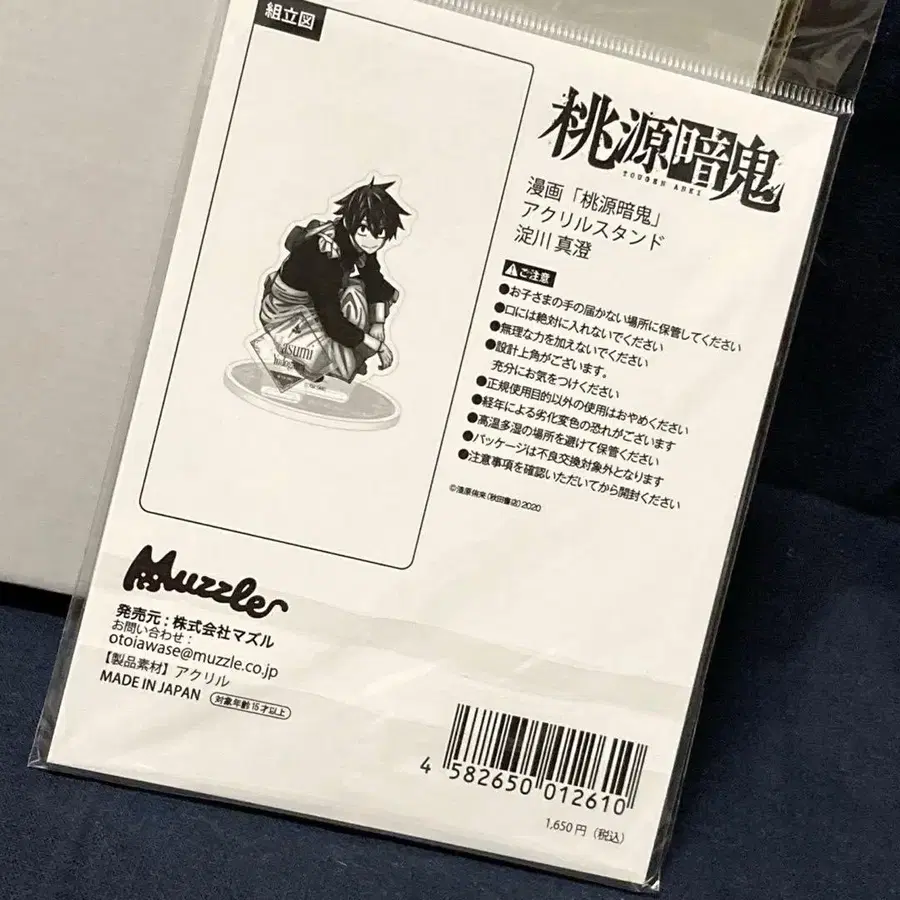 組立図
桃源暗鬼
TOUGEN ANKI
漫画「桃源暗鬼」
アクリルスタンド
淀川 真澄
ご注意
●お子さまの手の届かない場所に保管してください
●口には絶対に入れないでください
●無理な力を加えないでください
●設計上角がございます。
充分にお気をつけください
●正規使用目的以外の使用はおやめください
●経年による劣化変色の恐れがございます
●高温多湿の場所を避けて保管ください
●パッケージは不良交換対象外となります
●注意事項を確認いただいてから開封ください
©漆原侑来(秋田書店)2020
asumi
Muzzle
発売元:株式会社マズル
お問い合わせ:
otoiawase@muzzle.co.jp
【製品素材】アクリル
MADE IN JAPAN
対象年齢15才以上
4 582650 012610
1,650円(税込)